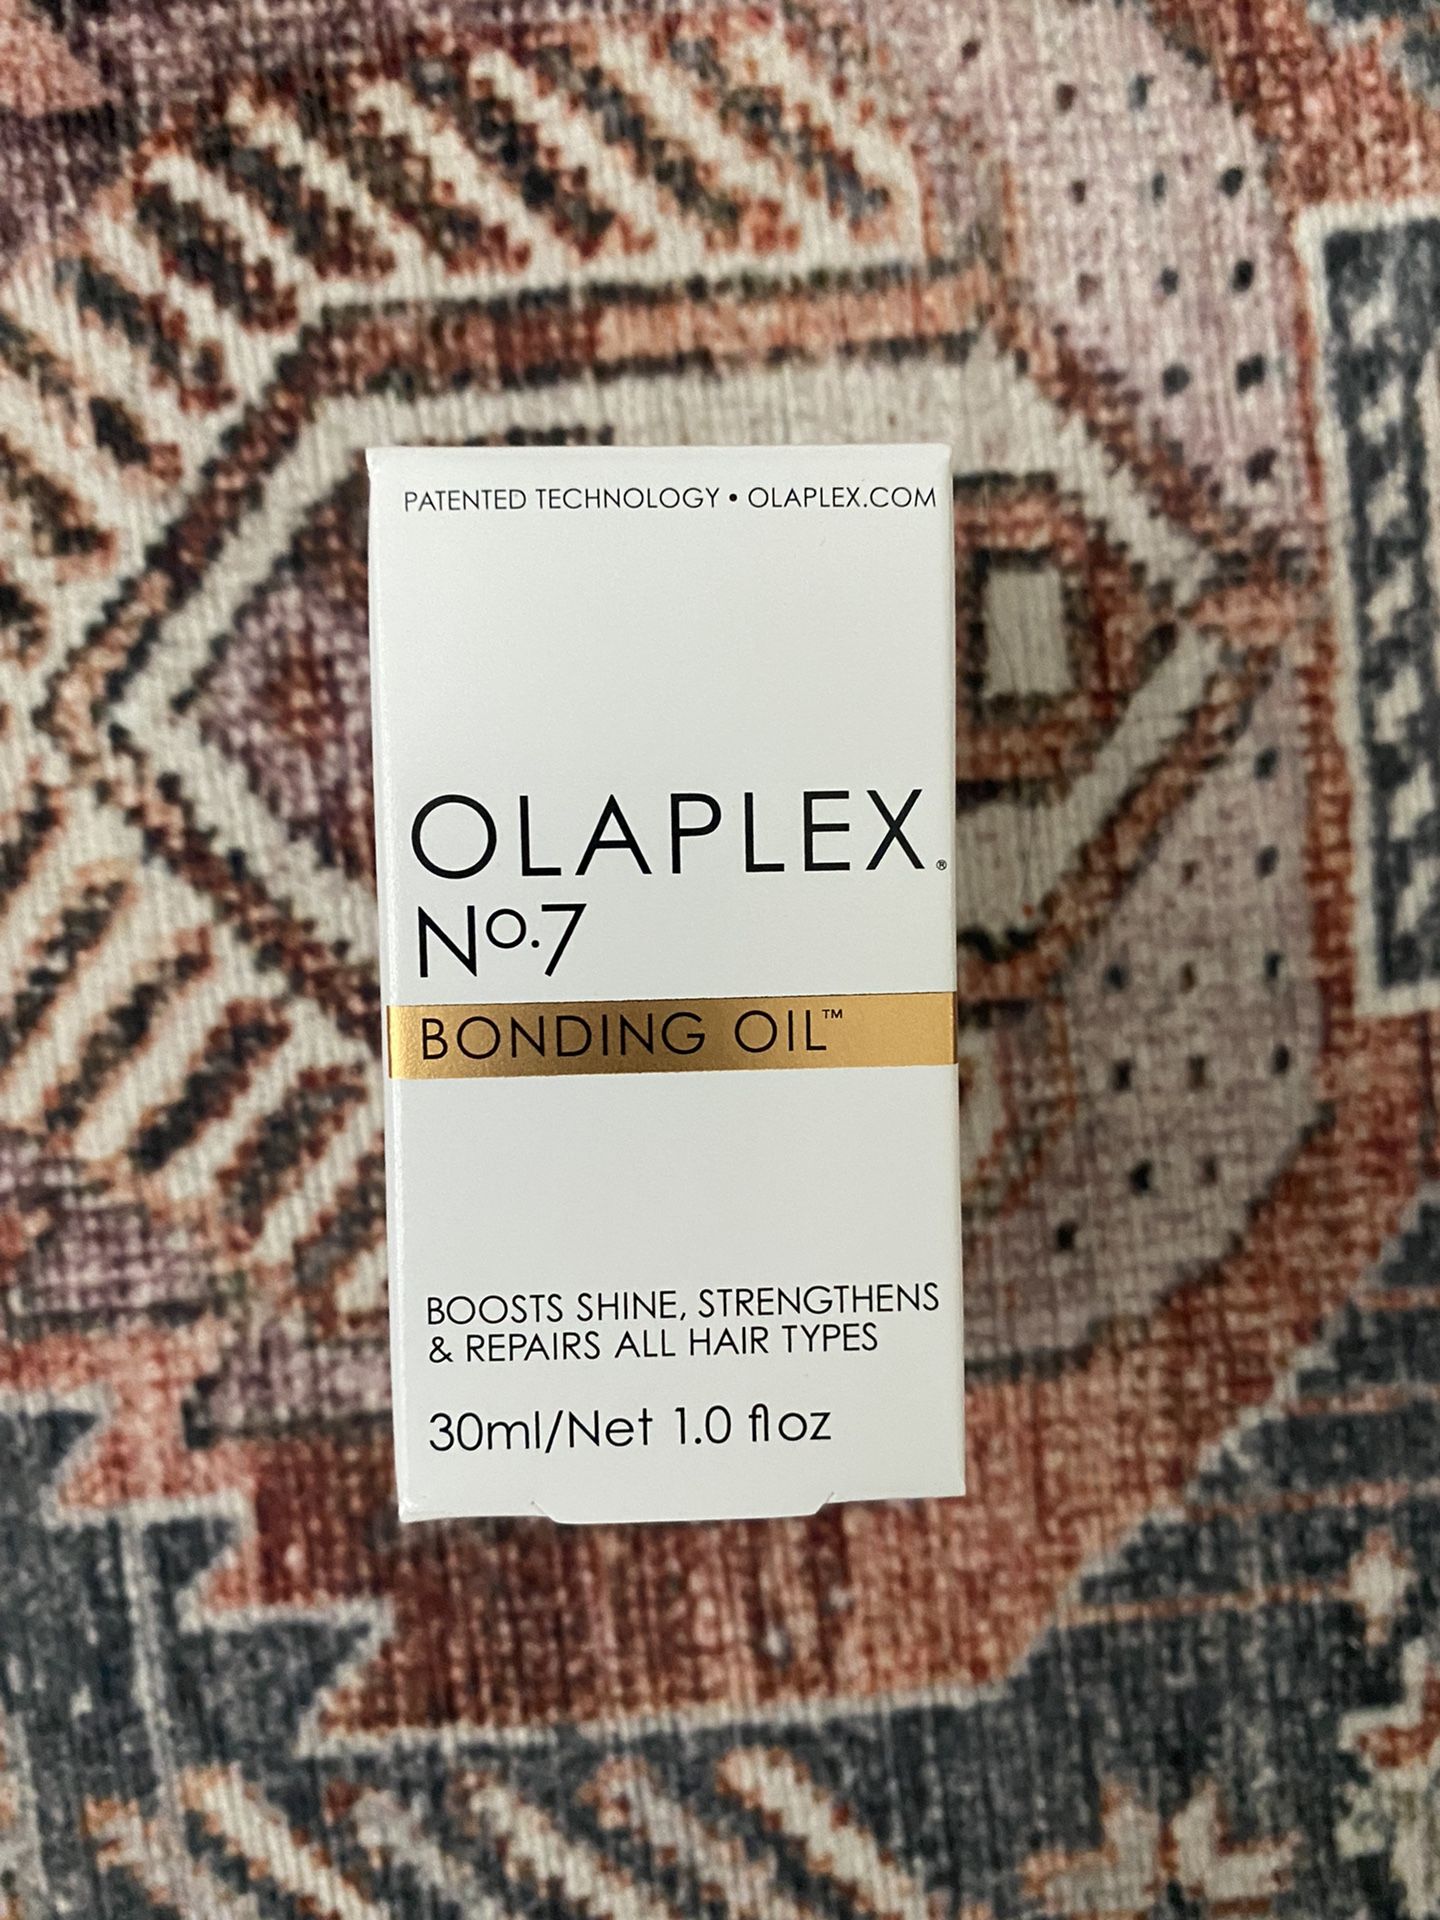 PATENTED TECHNOLOGY • OLAPLEX.COM
OLAPLEX®
Nº.7
BONDING OIL™
BOOSTS SHINE, STRENGTHENS
& REPAIRS ALL HAIR TYPES
30ml/Net 1.0 fl oz